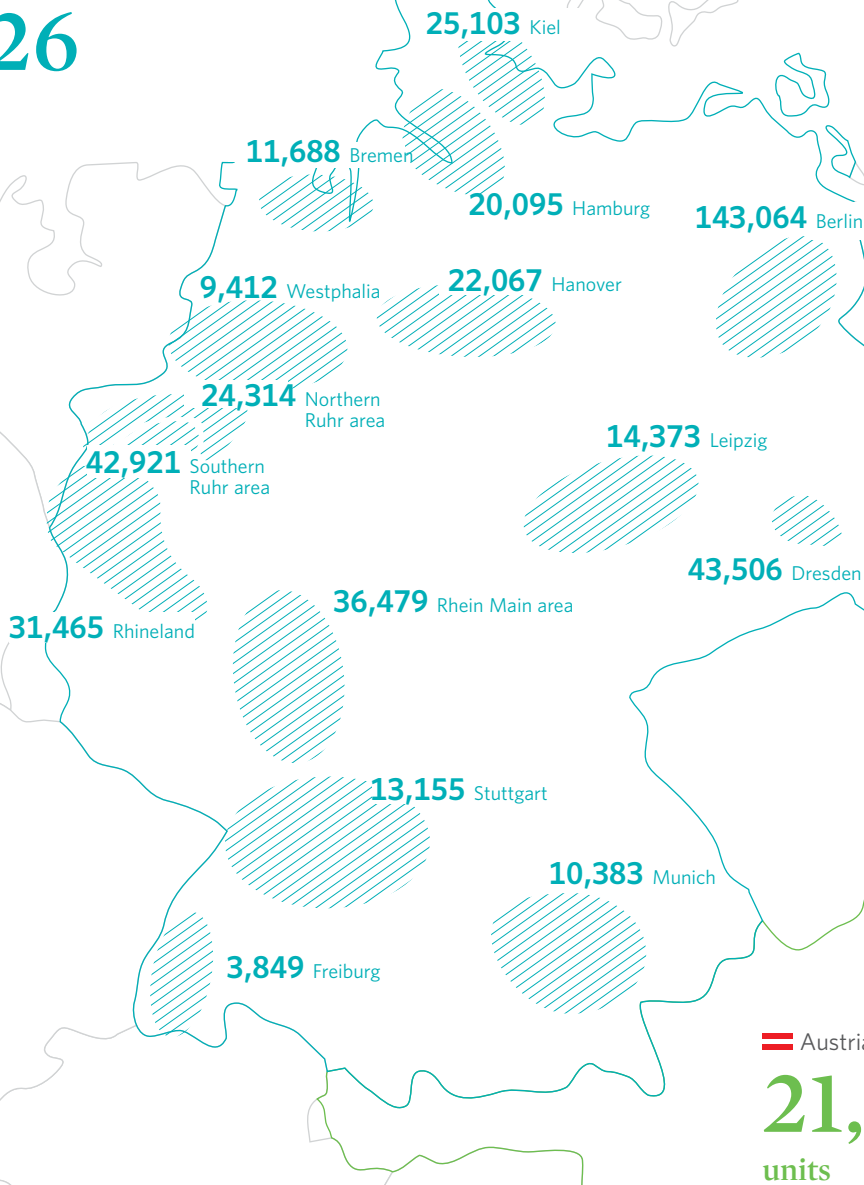 26
25,103 Kiel
11,688 Bremen
20,095 Hamburg
143,064 Berlin
9,412 Westphalia
22,067 Hanover
24,314 Northern
Ruhr area
14,373 Leipzig
42,921 Southern
Ruhr area
43,506 Dresden
36,479 Rhein Main area
31,465 Rhineland
13,155 Stuttgart
10,383 Munich
3,849 Freiburg
Austria
21,
units